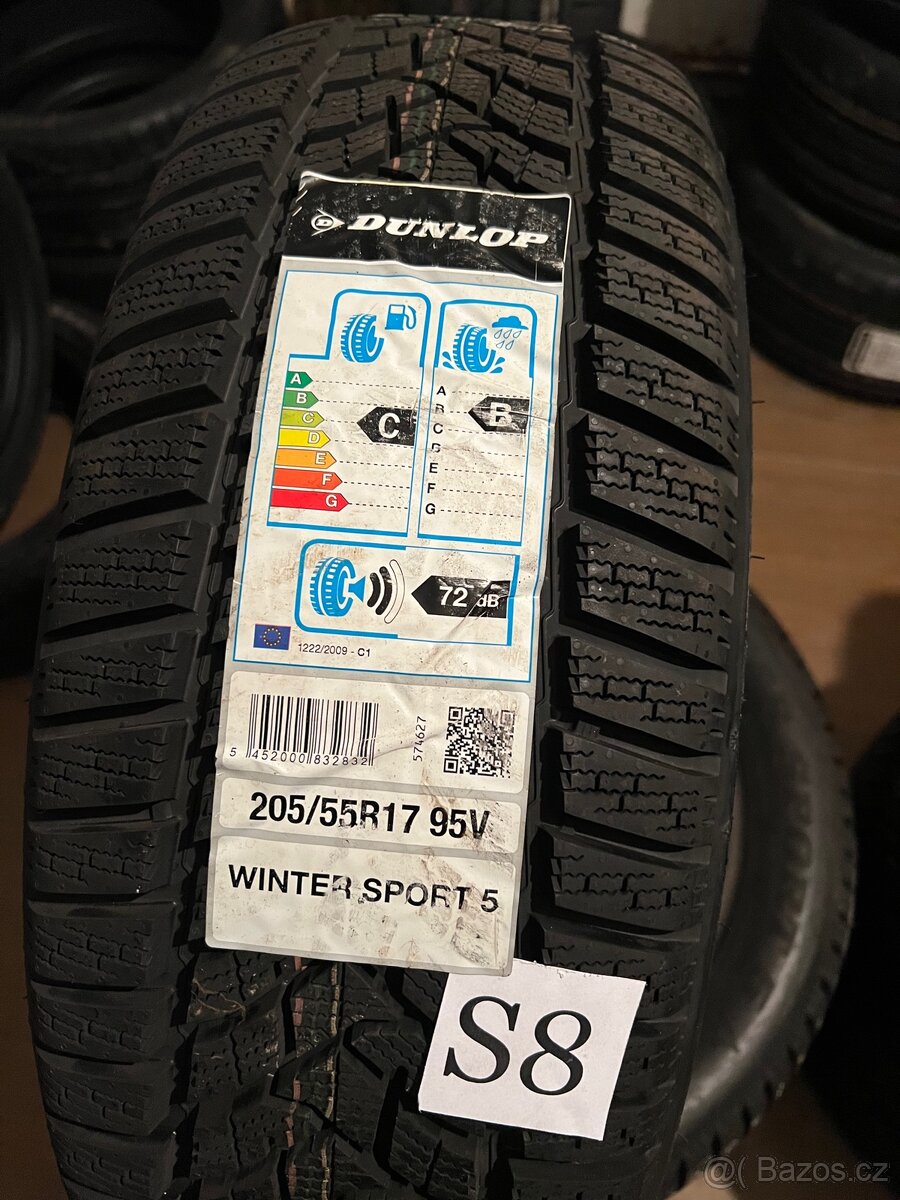 DUNLOP
A
B
C
D
E
F
G
C
A
B
C
D
E
F
G
B
72 dB
1222/2009 - C1
5 452000 832832
574627
205/55R17 95V
WINTER SPORT 5
S8
@( Bazos.cz